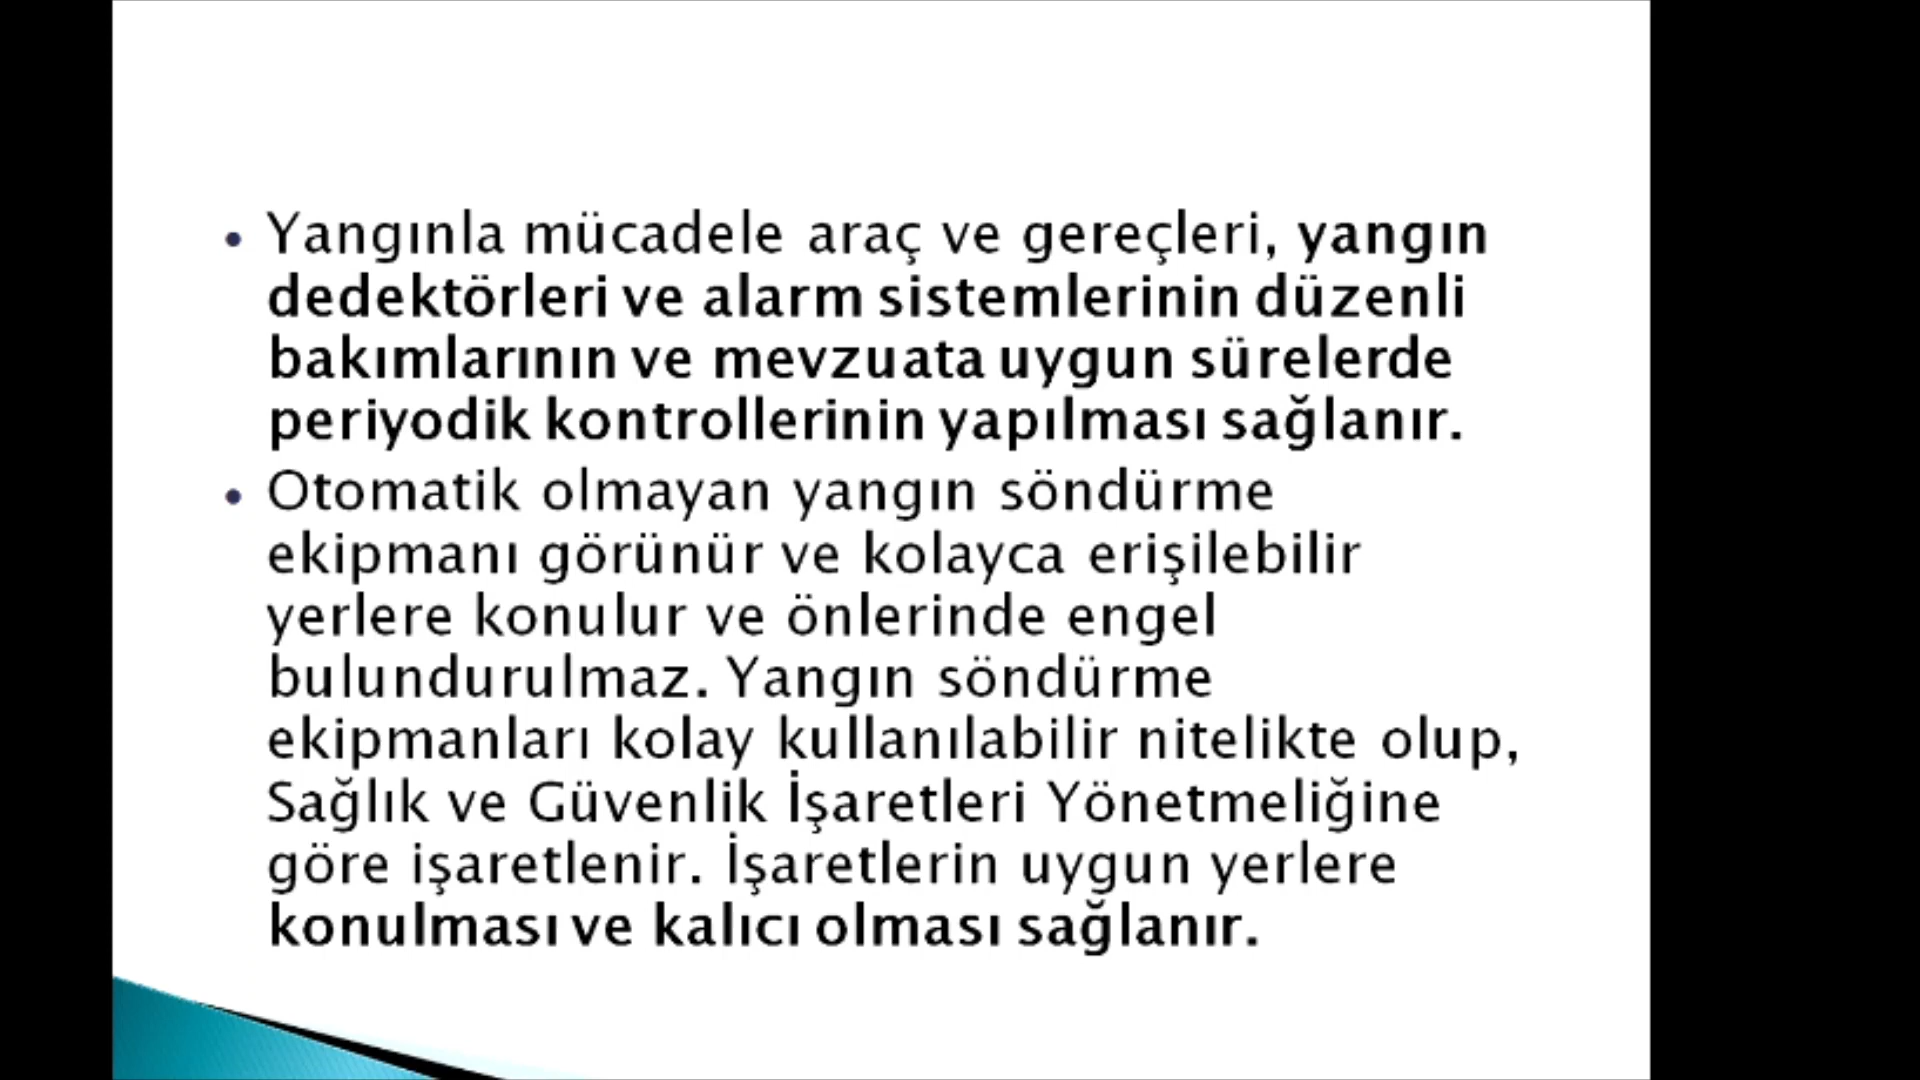 • Yangınla mücadele araç ve gereçleri, yangın
dedektörleri ve alarm sistemlerinin düzenli
bakımlarının ve mevzuata uygun sürelerde
periyodik kontrollerinin yapılması sağlanır.
• Otomatik olmayan yangın söndürme
ekipmanı görünür ve kolayca erişilebilir
yerlere konulur ve önlerinde engel
bulundurulmaz. Yangın söndürme
ekipmanları kolay kullanılabilir nitelikte olup,
Sağlık ve Güvenlik İşaretleri Yönetmeliğine
göre işaretlenir. İşaretlerin uygun yerlere
konulması ve kalıcı olması sağlanır.